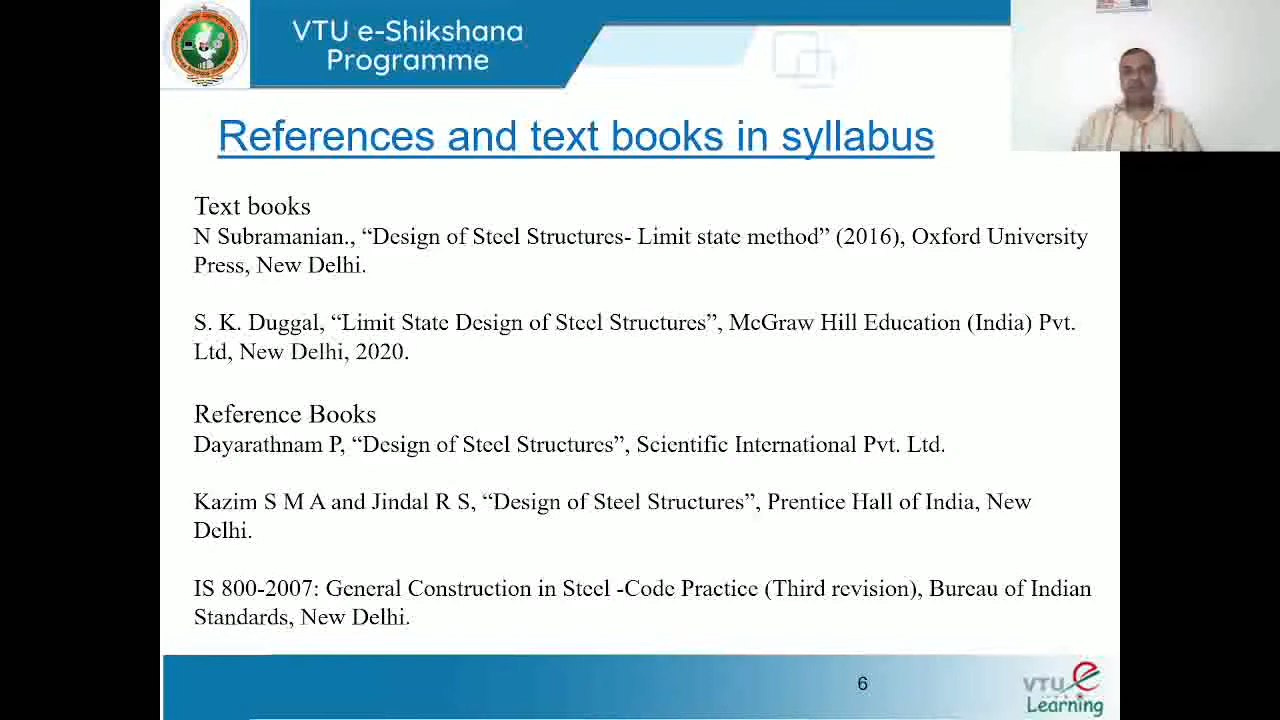 VTU e-Shikshana
Programme
References and text books in syllabus
Text books
N Subramanian., “Design of Steel Structures- Limit state method” (2016), Oxford University
Press, New Delhi.
S. K. Duggal, “Limit State Design of Steel Structures”, McGraw Hill Education (India) Pvt.
Ltd, New Delhi, 2020.
Reference Books
Dayarathnam P, “Design of Steel Structures”, Scientific International Pvt. Ltd.
Kazim S M A and Jindal R S, “Design of Steel Structures”, Prentice Hall of India, New
Delhi.
IS 800-2007: General Construction in Steel -Code Practice (Third revision), Bureau of Indian
Standards, New Delhi.
6
VTU e
Learning